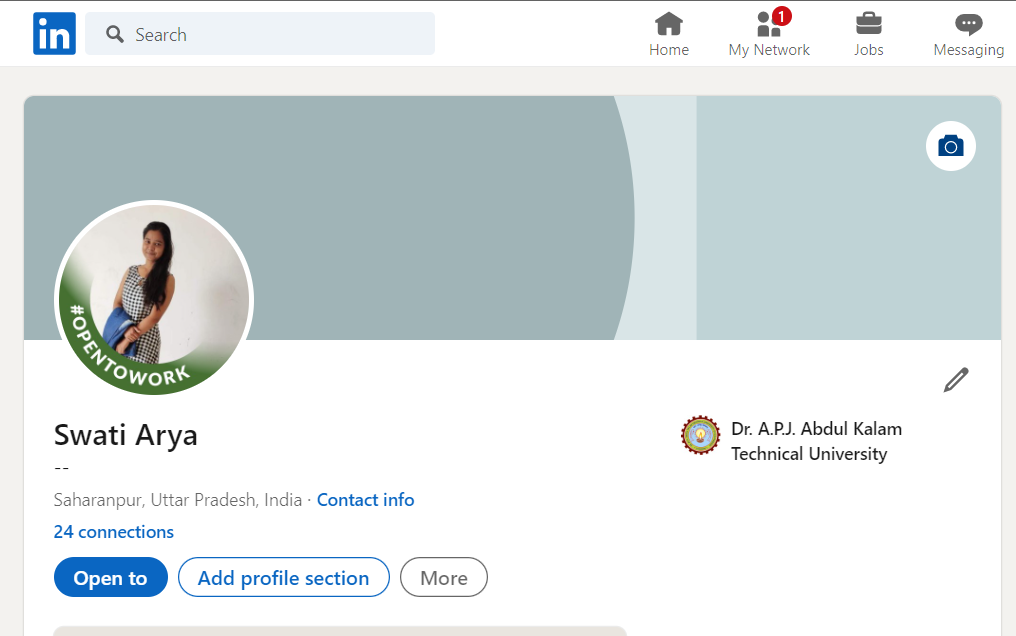 in
Search
1
Home
My Network
Jobs
Messaging
#OPENTOWORK
Swati Arya
--
Saharanpur, Uttar Pradesh, India · Contact info
24 connections
Open to
Add profile section
More
Dr. A.P.J. Abdul Kalam
Technical University